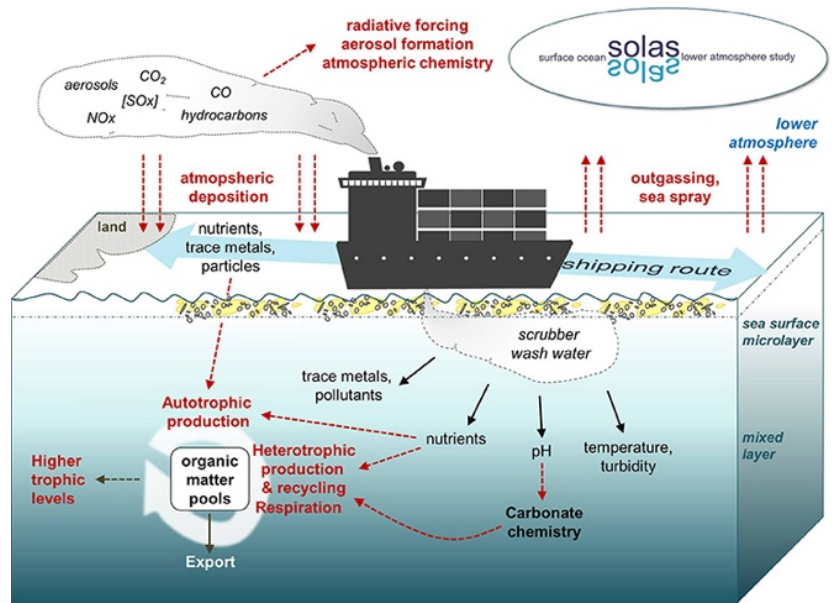 radiative forcing
aerosol formation
atmospheric chemistry
surface ocean solas lower atmosphere study
solas
aerosols CO₂
[SOx] CO
NOx hydrocarbons
lower
atmosphere
atmopsheric
deposition
outgassing,
sea spray
land
nutrients,
trace metals,
particles
shipping route
scrubber
wash water
sea surface
microlayer
trace metals,
pollutants
Autotrophic
production
nutrients
pH
temperature,
turbidity
mixed
layer
Higher
trophic
levels
organic
matter
pools
Heterotrophic
production
& recycling
Respiration
Carbonate
chemistry
Export